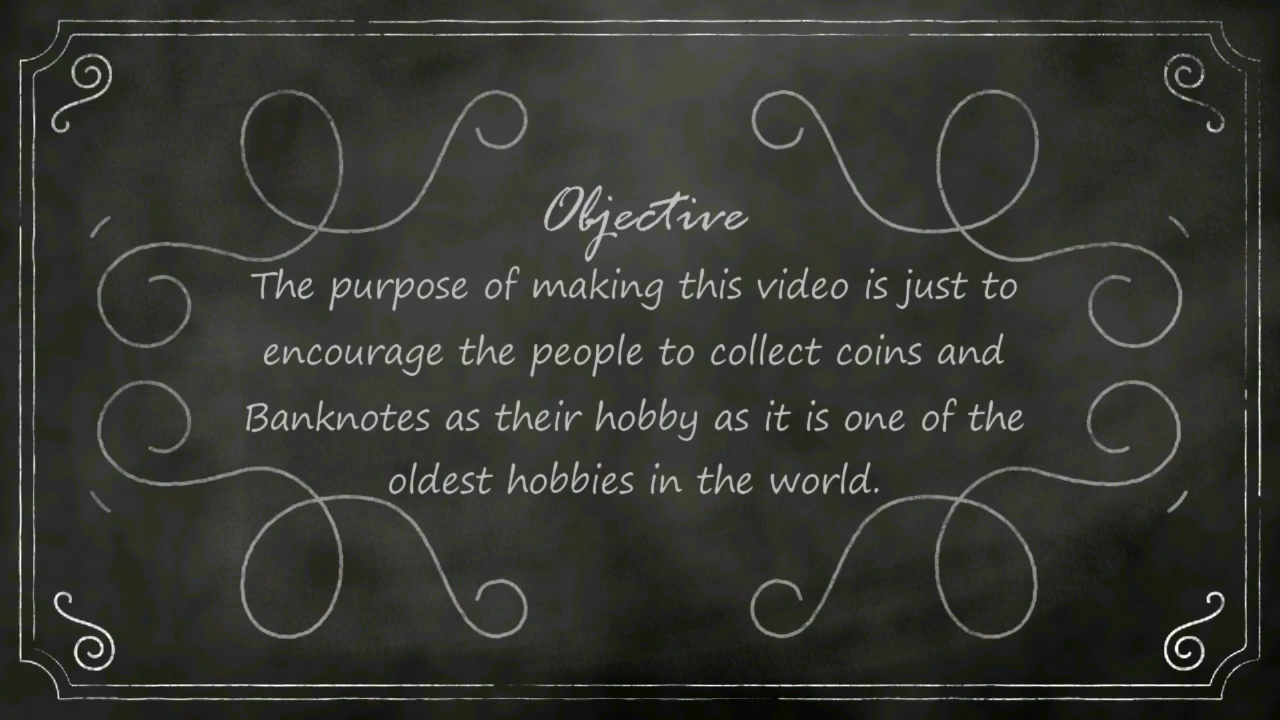 Objective
The purpose of making this video is just to
encourage the people to collect coins and
Banknotes as their hobby as it is one of the
oldest hobbies in the world.